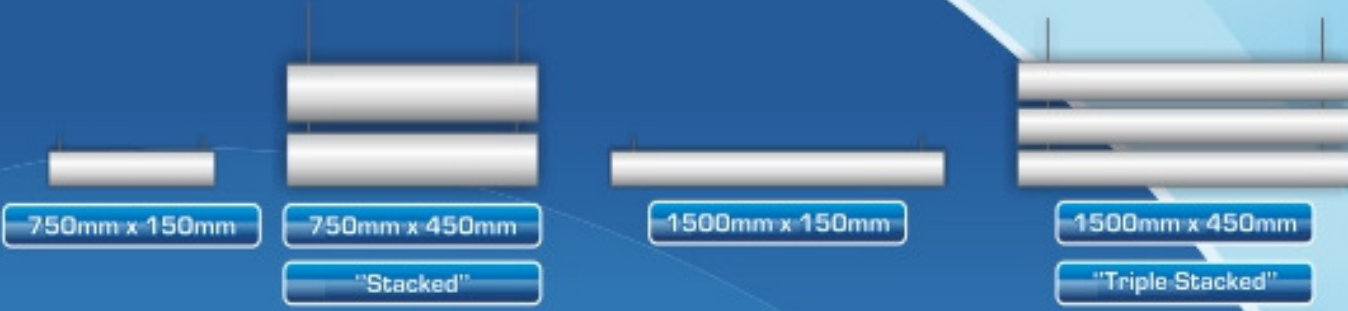 750mm x 150mm
750mm x 450mm
"Stacked"
1500mm x 150mm
1500mm x 450mm
"Triple Stacked"